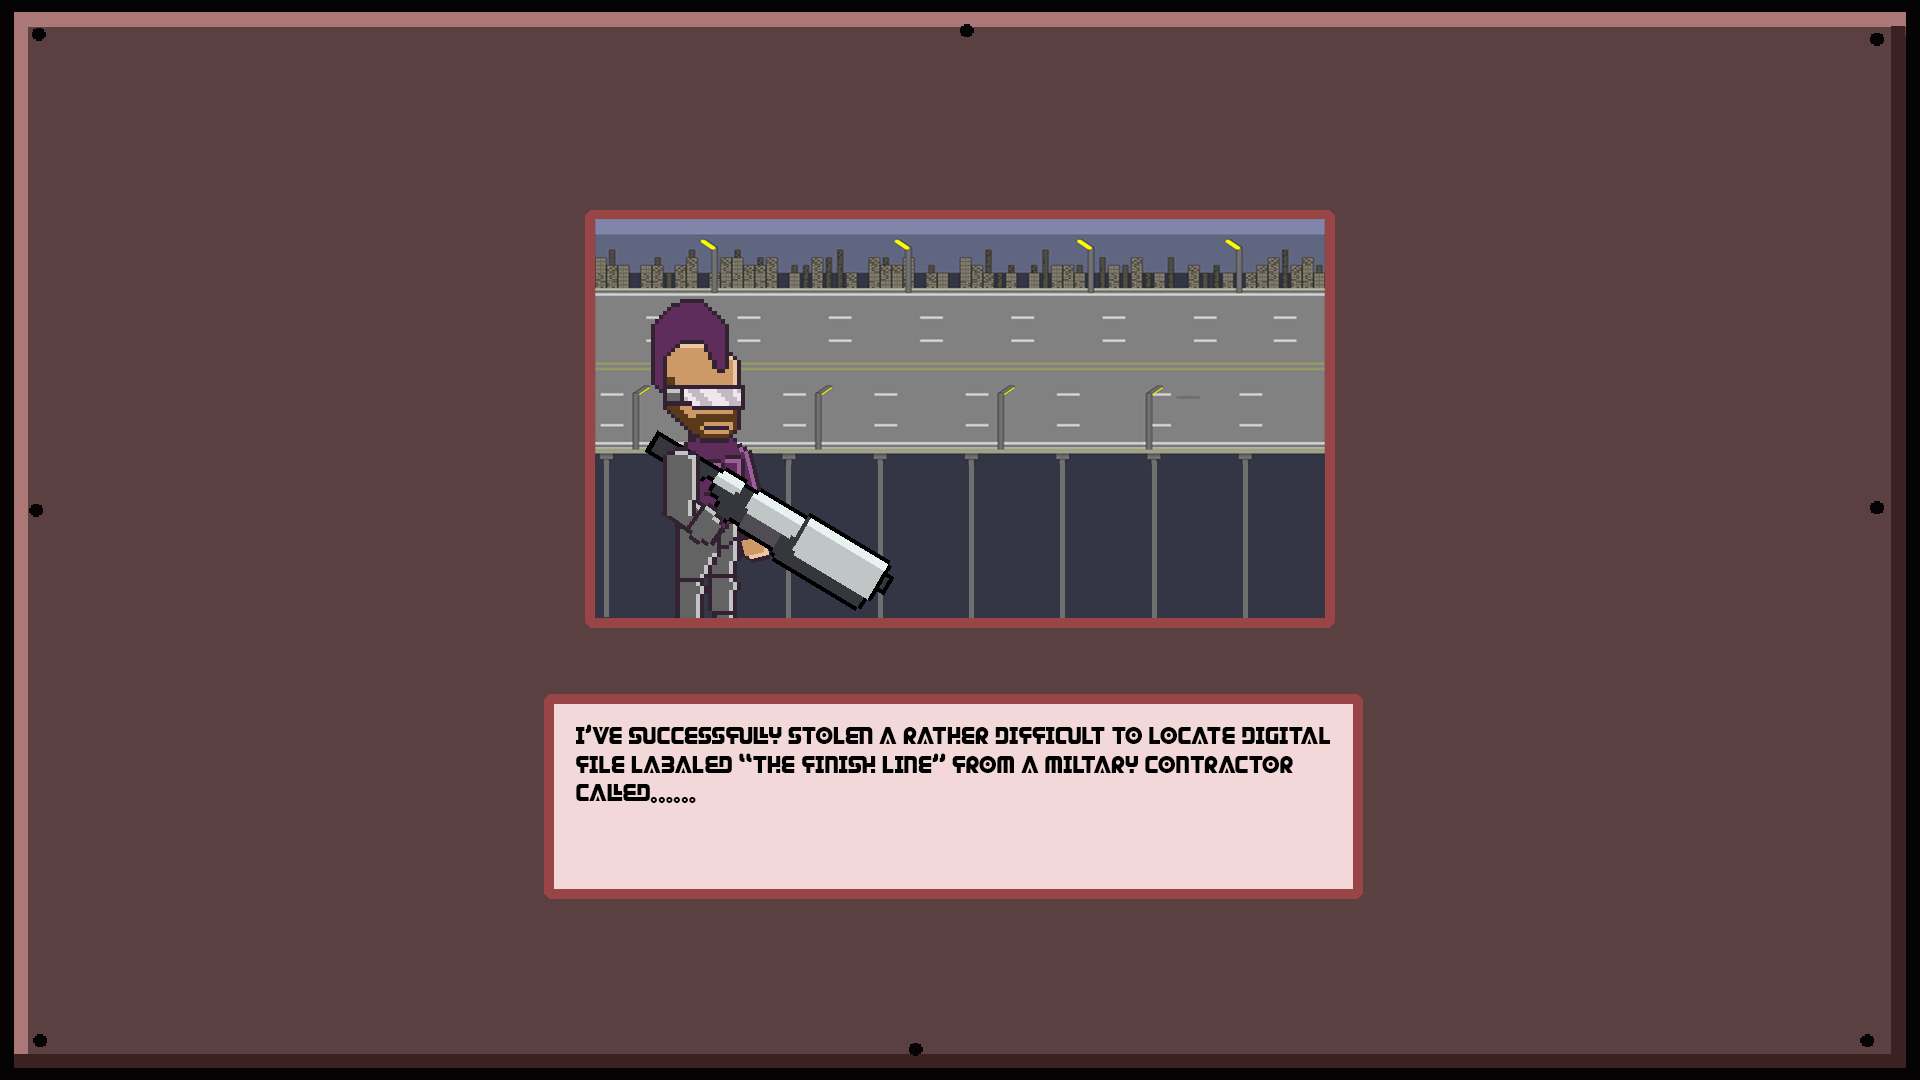 I'VE SUCCESSFULLY STOLEN A RATHER DIFFICULT TO LOCATE DIGITAL
FILE LABALED "THE FINISH LINE" FROM A MILTARY CONTRACTOR
CALLED......